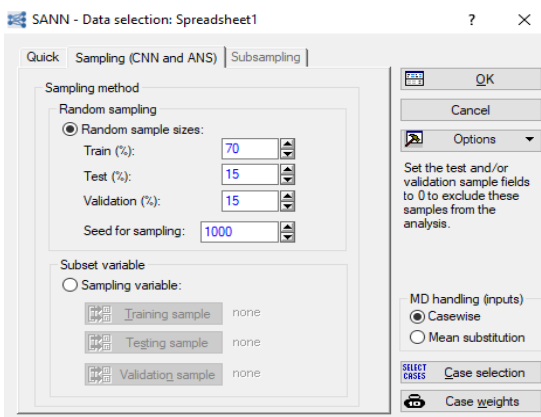 SANN - Data selection: Spreadsheet1
?
Quick
Sampling (CNN and ANS)
Subsampling
Sampling method
Random sampling
Random sample sizes:
Train (%):
70
Test (%):
15
Validation (%):
15
Seed for sampling:
1000
Subset variable
Sampling variable:
Training sample
none
Testing sample
none
Validation sample
none
OK
Cancel
Options
Set the test and/or
validation sample fields
to 0 to exclude these
samples from the
analysis.
MD handling (inputs)
Casewise
Mean substitution
SELECT
CASES
Case selection
Case weights